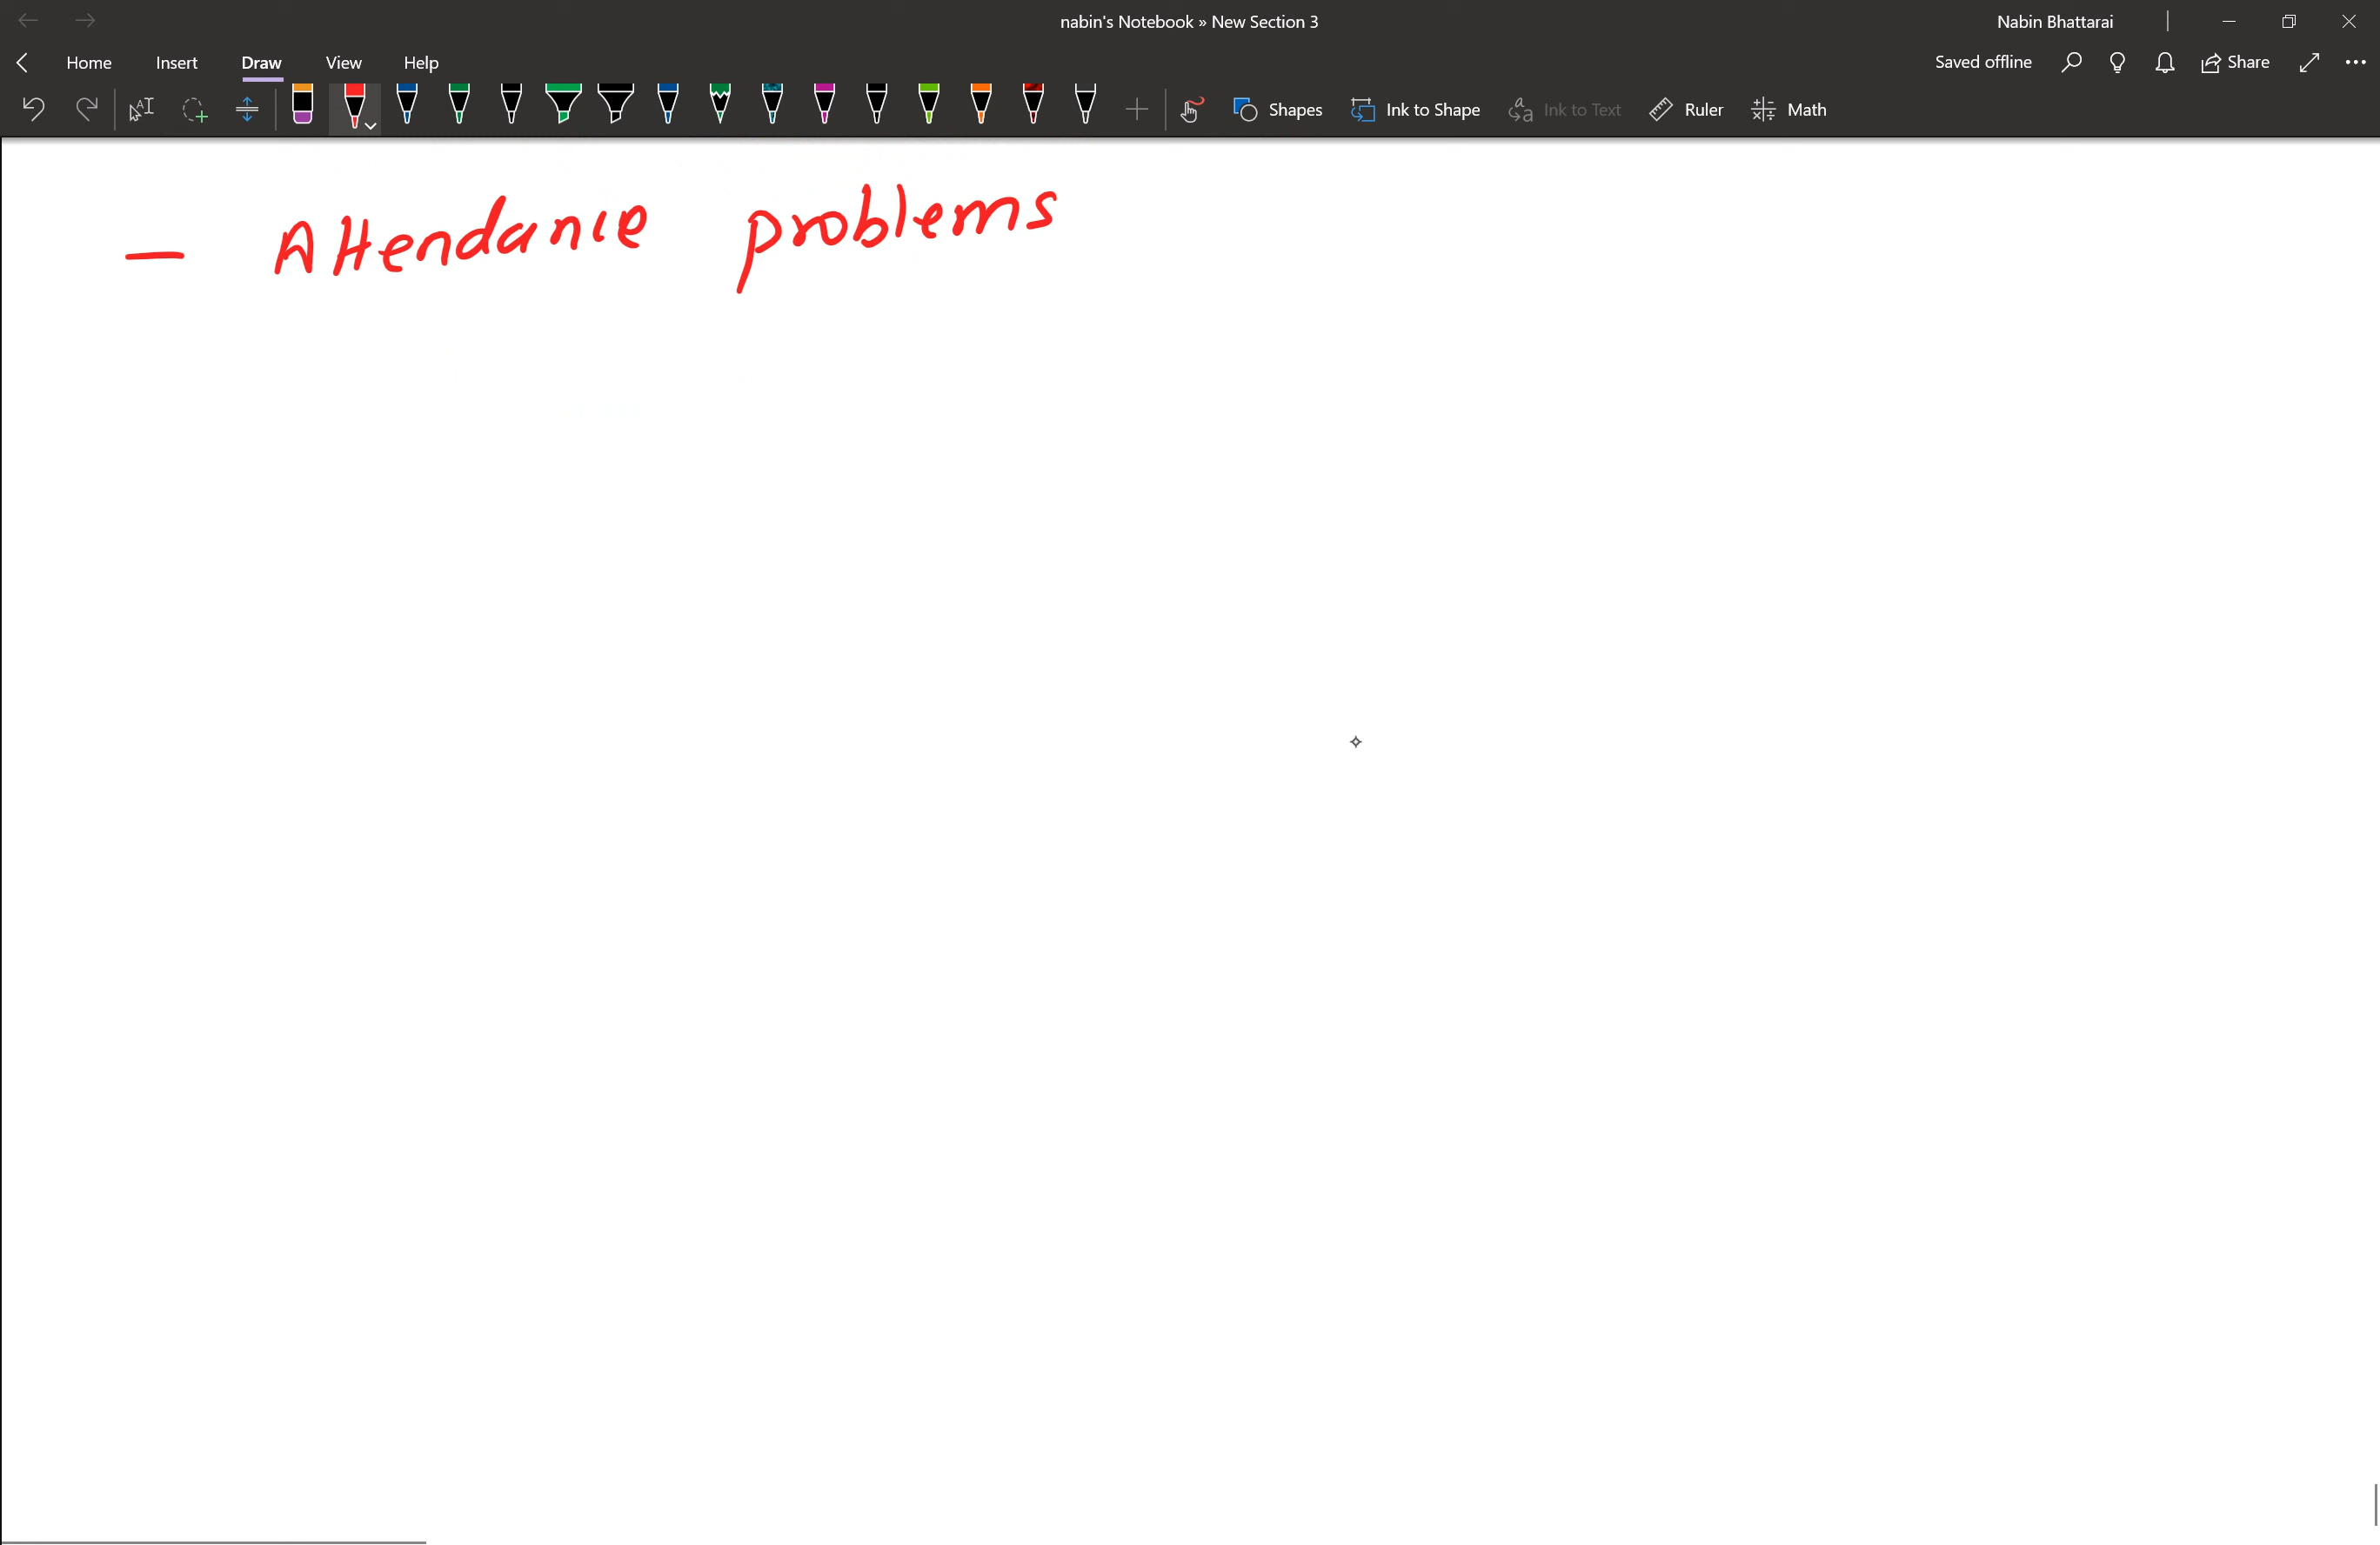 nabin's Notebook » New Section 3
Nabin Bhattarai
Home Insert Draw View Help
Saved offline
Share
Shapes
Ink to Shape
Ink to Text
Ruler
Math
— Attendance problems